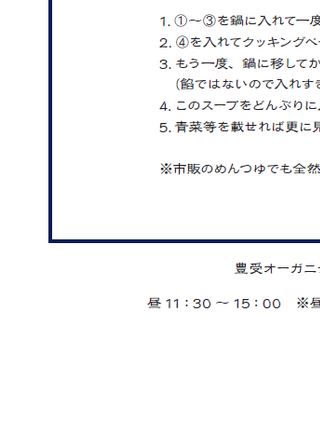 1. ①〜③を鍋に入れて一度
2. ④を入れてクッキングペー
3. もう一度、鍋に移してか
(餡ではないので入れすぎ
4. このスープをどんぶりに
5. 青菜等を載せれば更に見
※市販のめんつゆでも全然
豊受オーガニ
昼 11：30 〜 15：00　※昼